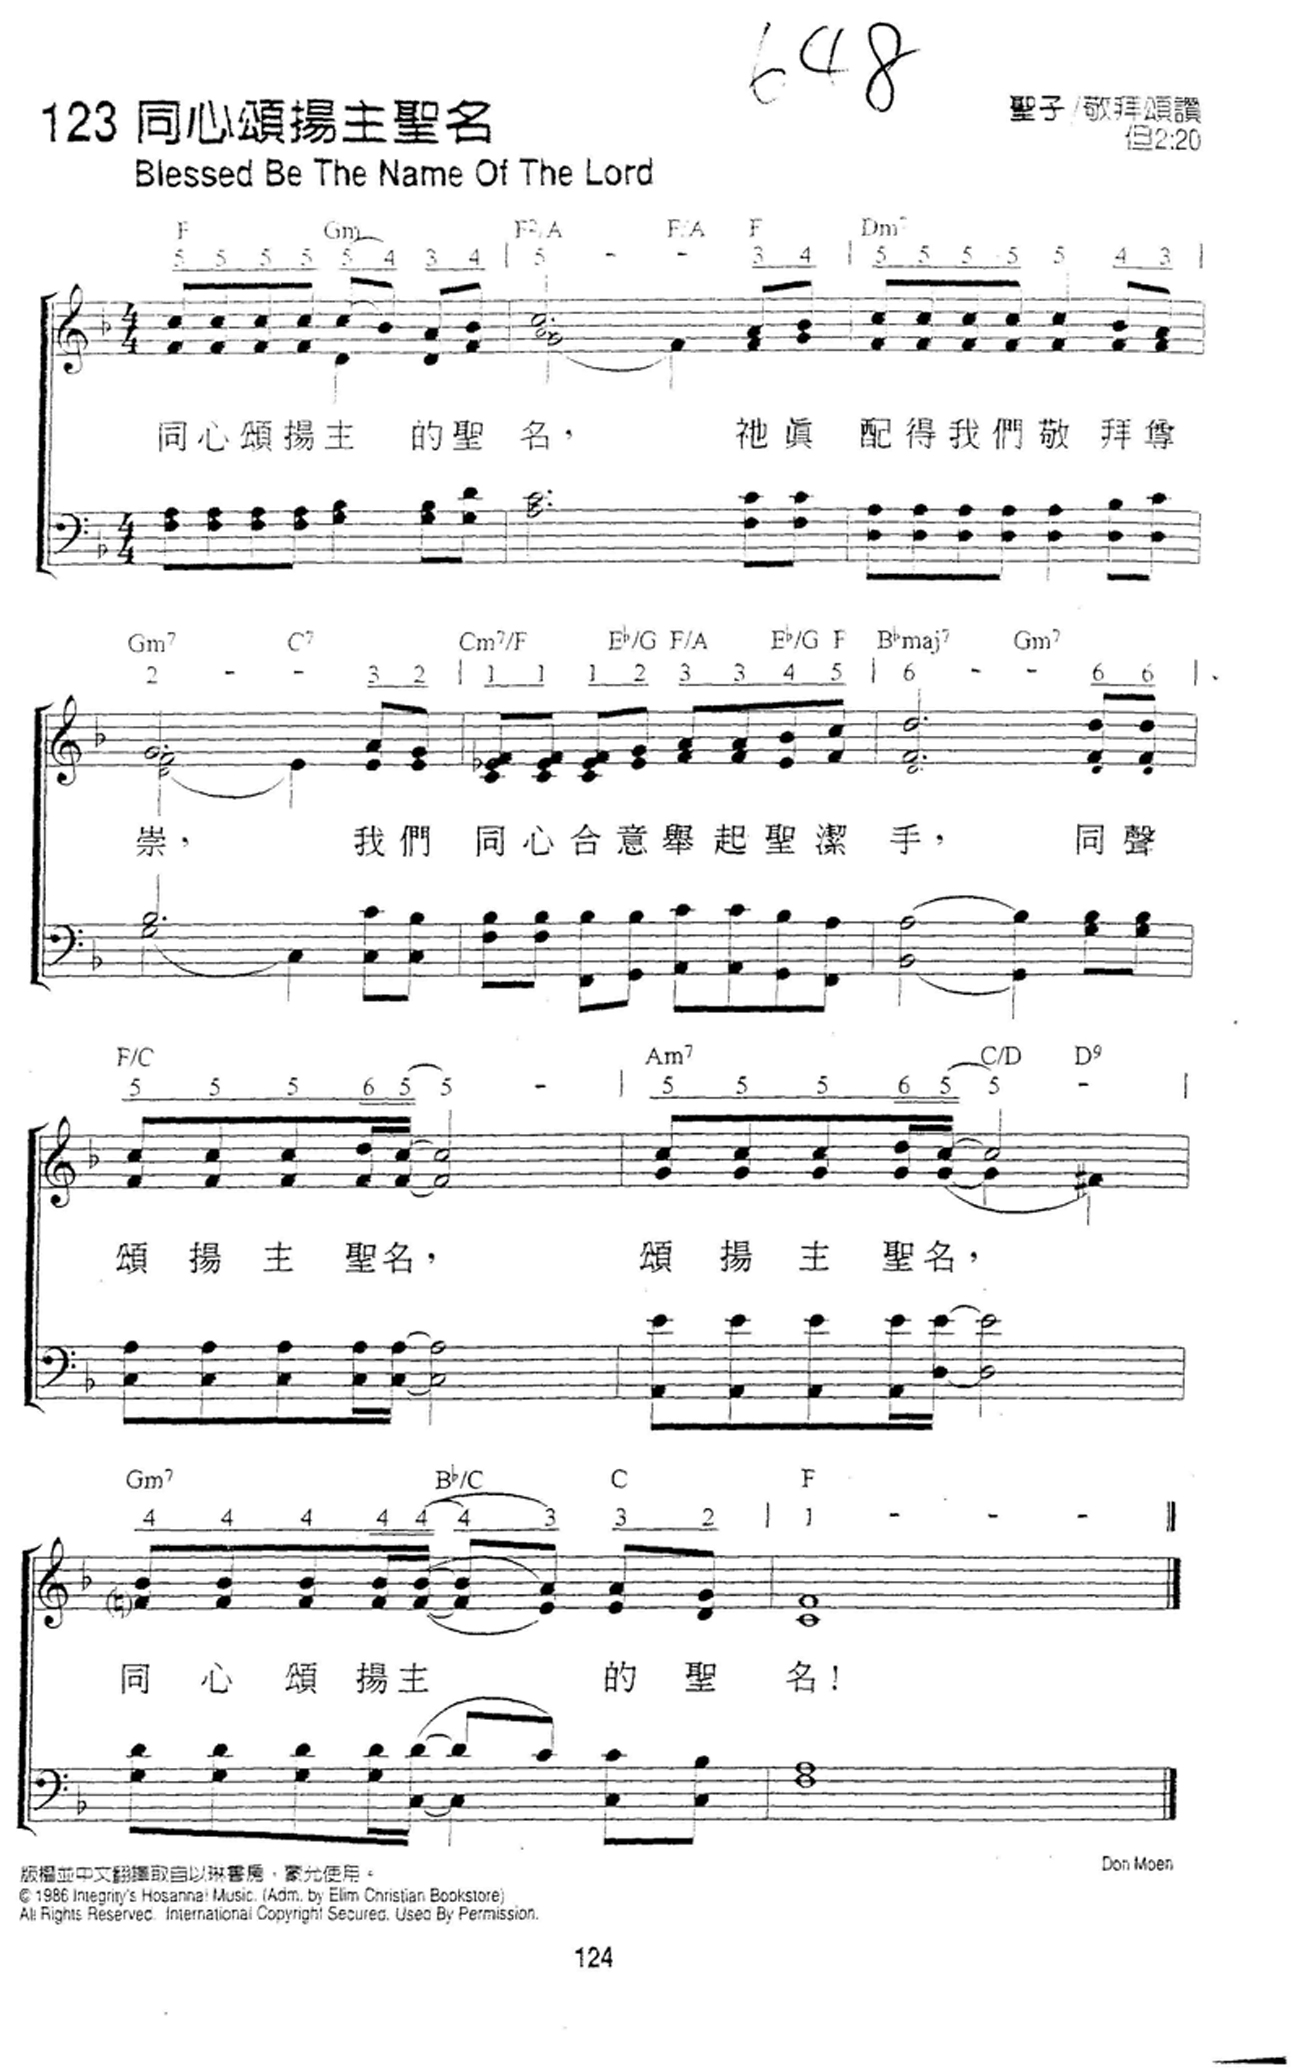 648
123 同心頌揚主聖名
Blessed Be The Name Of The Lord
聖子/敬拜頌讚
但2:20
F Gm F²/A F/A F Dm⁷
5 5 5 5 5 4 3 4 | 5 - - 3 4 | 5 5 5 5 5 4 3 |
同心頌揚主 的聖 名， 祂眞 配得我們敬 拜尊
Gm⁷ C⁷ Cm⁷/F E♭/G F/A E♭/G F B♭maj⁷ Gm⁷
2 - - 3 2 | 1 1 1 2 3 3 4 5 | 6 - - 6 6 |
崇， 我們 同心合意舉起聖潔 手， 同聲
F/C Am⁷ C/D D⁹
5 5 5 6 5 5 - | 5 5 5 6 5 5 - |
頌 揚 主 聖名， 頌 揚 主 聖名，
Gm⁷ B♭/C C F
4 4 4 4 4 4 3 3 2 | 1 - - - ‖
同 心 頌 揚主 的 聖 名！
Don Moen
版權並中文翻譯取自以琳書房，蒙允使用。
© 1986 Integrity's Hosanna! Music. (Adm. by Elim Christian Bookstore)
All Rights Reserved. International Copyright Secured. Used By Permission.
124